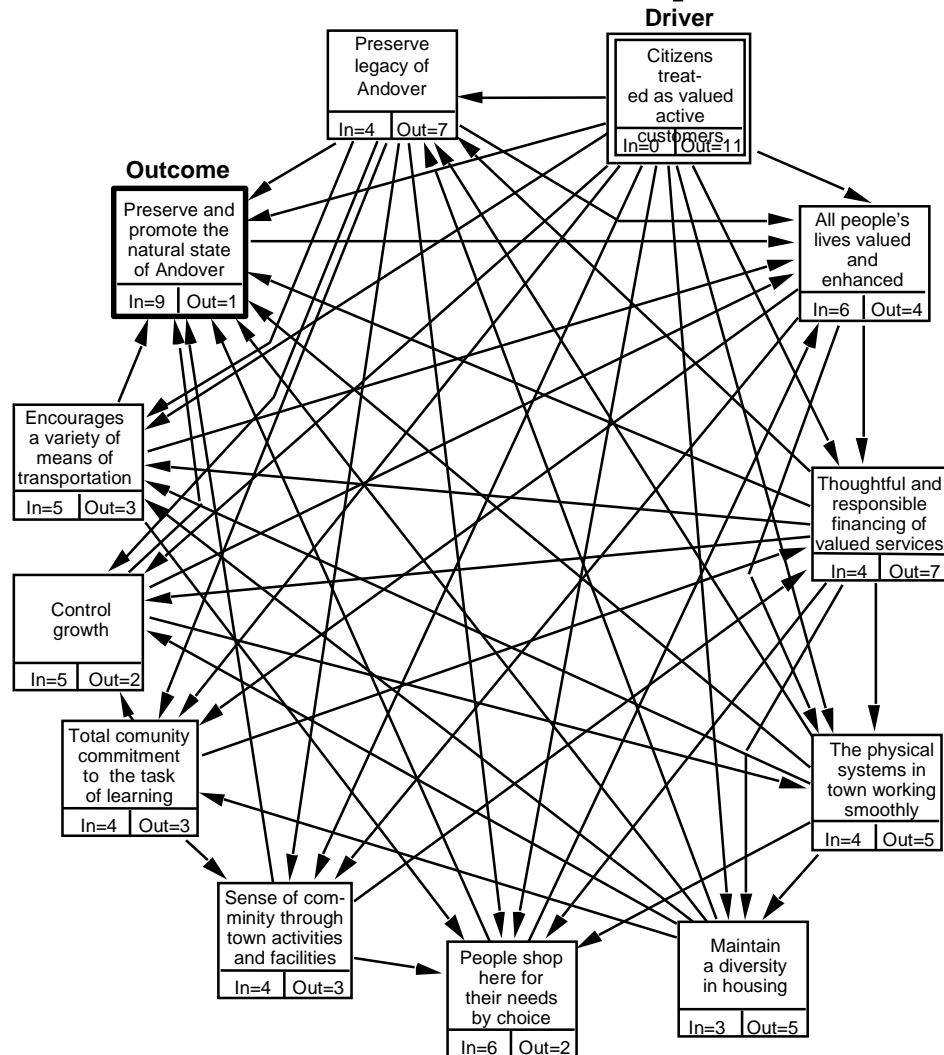 Driver
Preserve
legacy of
Andover
In=4 Out=7
Citizens
treat-
ed as valued
active
customers
In=0 Out=11
Outcome
Preserve and
promote the
natural state
of Andover
In=9 Out=1
All people's
lives valued
and
enhanced
In=6 Out=4
Encourages
a variety of
means of
transportation
In=5 Out=3
Thoughtful and
responsible
financing of
valued services
In=4 Out=7
Control
growth
In=5 Out=2
Total comunity
commitment
to the task
of learning
In=4 Out=3
The physical
systems in
town working
smoothly
In=4 Out=5
Sense of com-
minity through
town activities
and facilities
In=4 Out=3
People shop
here for
their needs
by choice
In=6 Out=2
Maintain
a diversity
in housing
In=3 Out=5